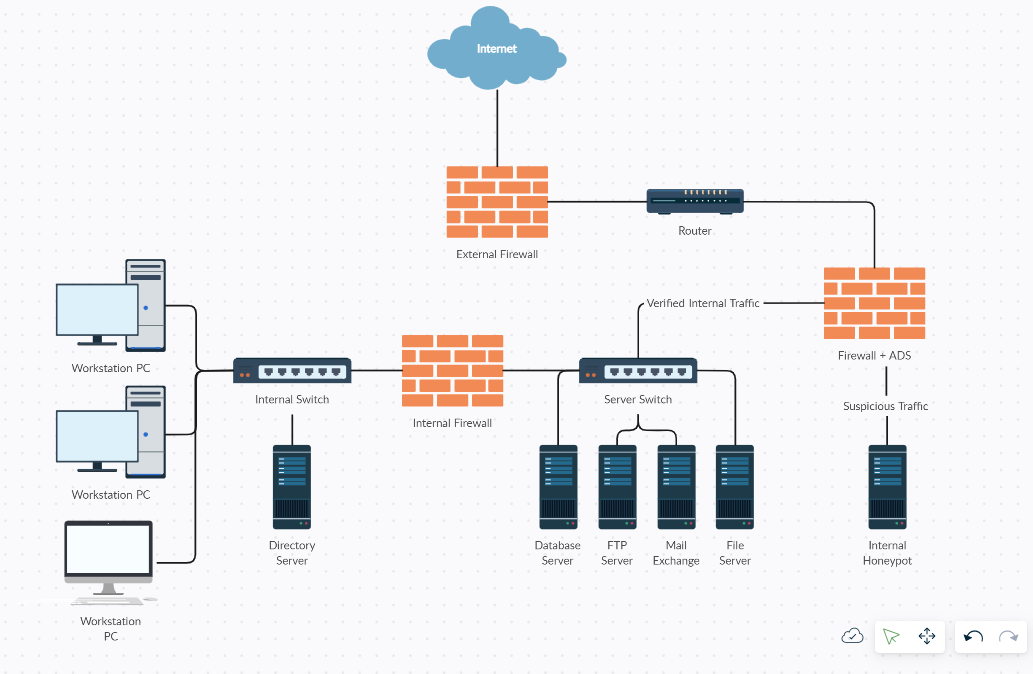 Internet
External Firewall
Router
Verified Internal Traffic
Firewall + ADS
Workstation PC
Internal Switch
Internal Firewall
Server Switch
Suspicious Traffic
Workstation PC
Directory
Server
Database
Server
FTP
Server
Mail
Exchange
File
Server
Internal
Honeypot
Workstation
PC